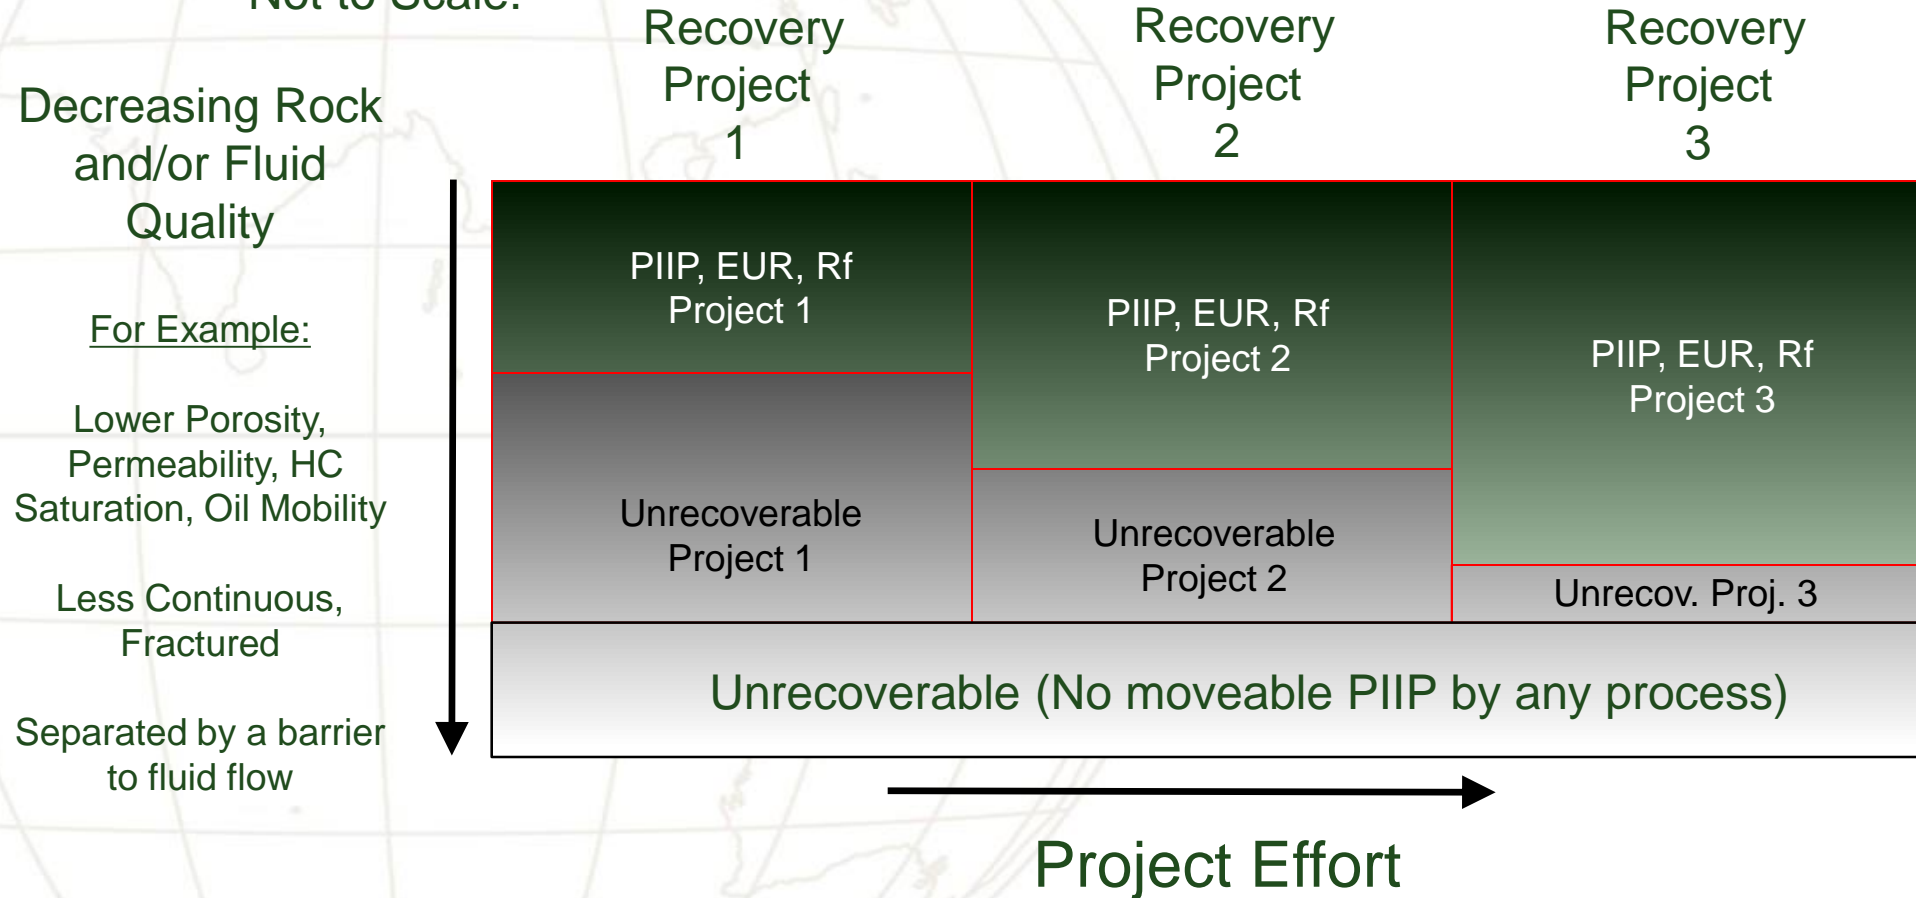 Not to Scale.
Recovery
Project
1
Recovery
Project
2
Recovery
Project
3
Decreasing Rock
and/or Fluid
Quality
For Example:
Lower Porosity,
Permeability, HC
Saturation, Oil Mobility
Less Continuous,
Fractured
Separated by a barrier
to fluid flow
PIIP, EUR, Rf
Project 1
PIIP, EUR, Rf
Project 2
PIIP, EUR, Rf
Project 3
Unrecoverable
Project 1
Unrecoverable
Project 2
Unrecov. Proj. 3
Unrecoverable (No moveable PIIP by any process)
Project Effort